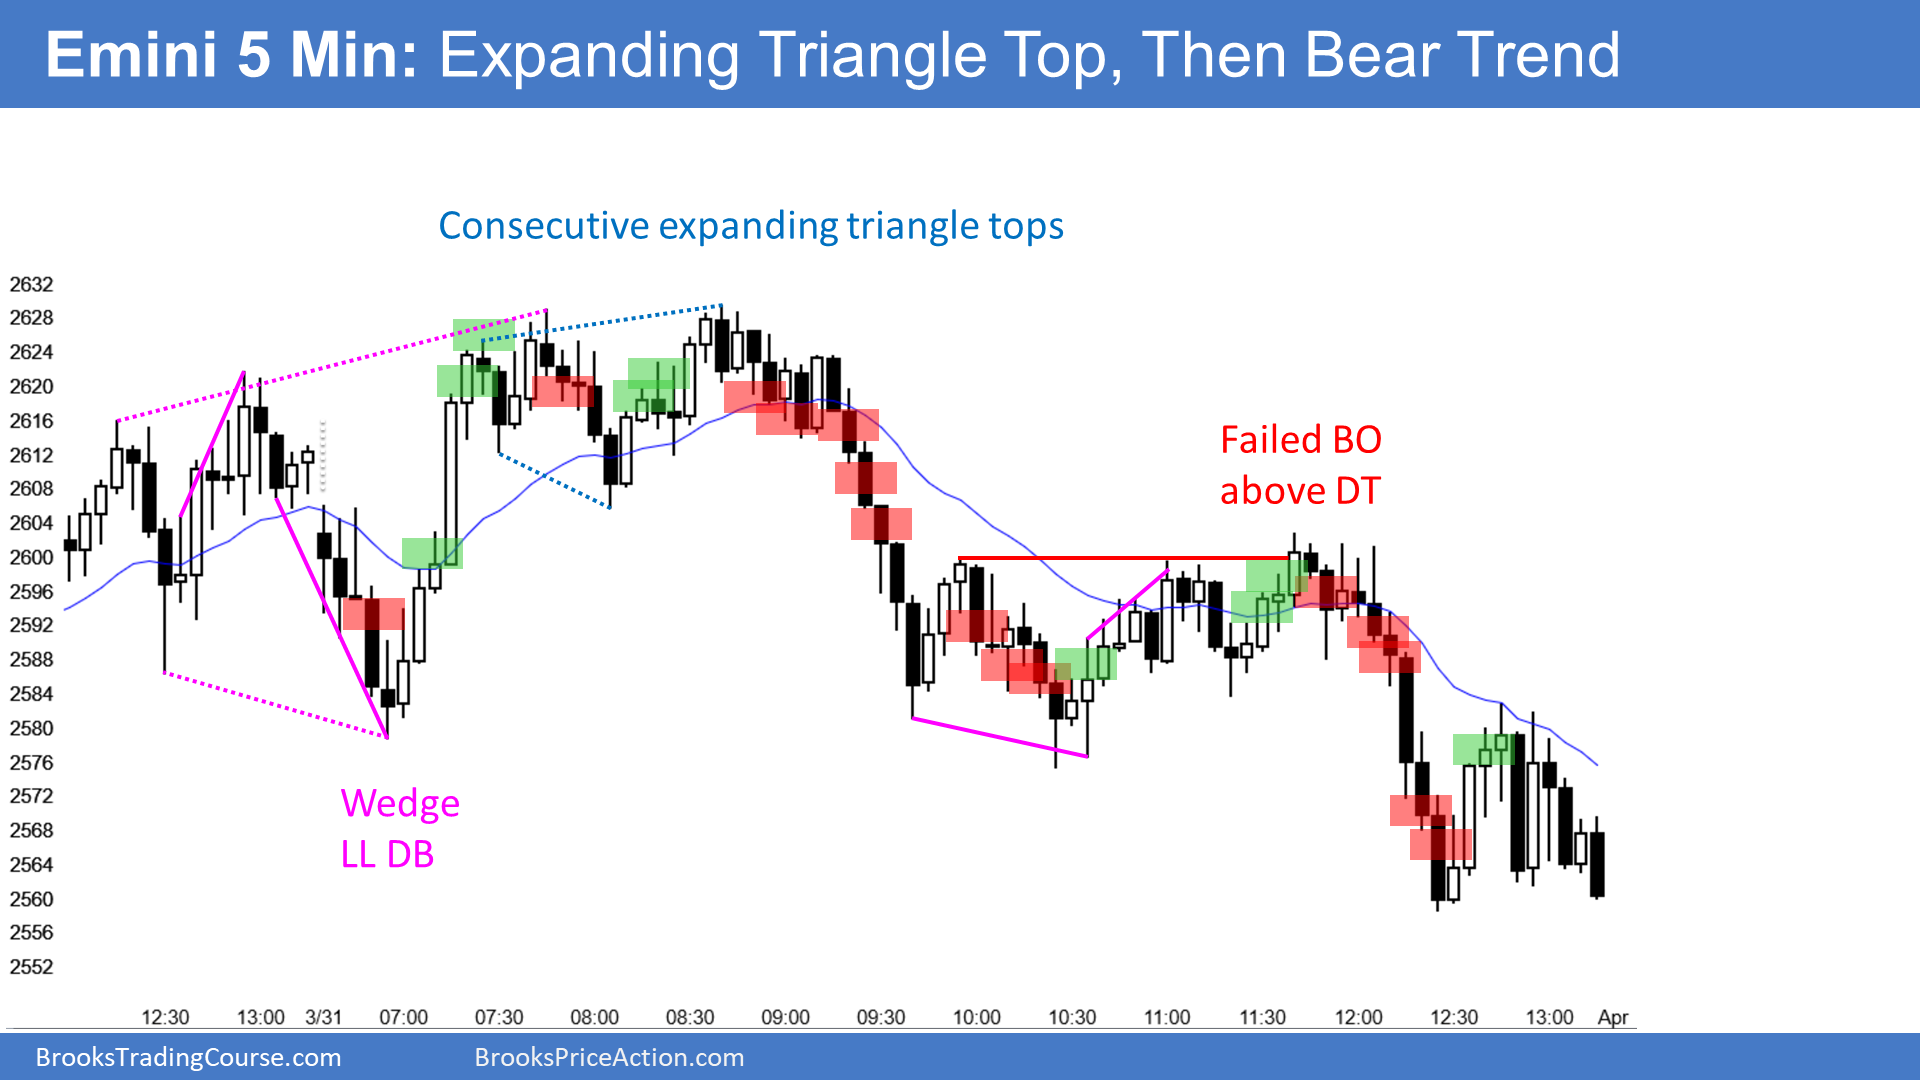 Emini 5 Min: Expanding Triangle Top, Then Bear Trend
Consecutive expanding triangle tops
2632
2628
2624
2620
2616
2612
2608
2604
2600
2596
2592
2588
2584
2580
2576
2572
2568
2564
2560
2556
2552
Failed BO
above DT
Wedge
LL DB
12:30 13:00 3/31 07:00 07:30 08:00 08:30 09:00 09:30 10:00 10:30 11:00 11:30 12:00 12:30 13:00 Apr
BrooksTradingCourse.com BrooksPriceAction.com